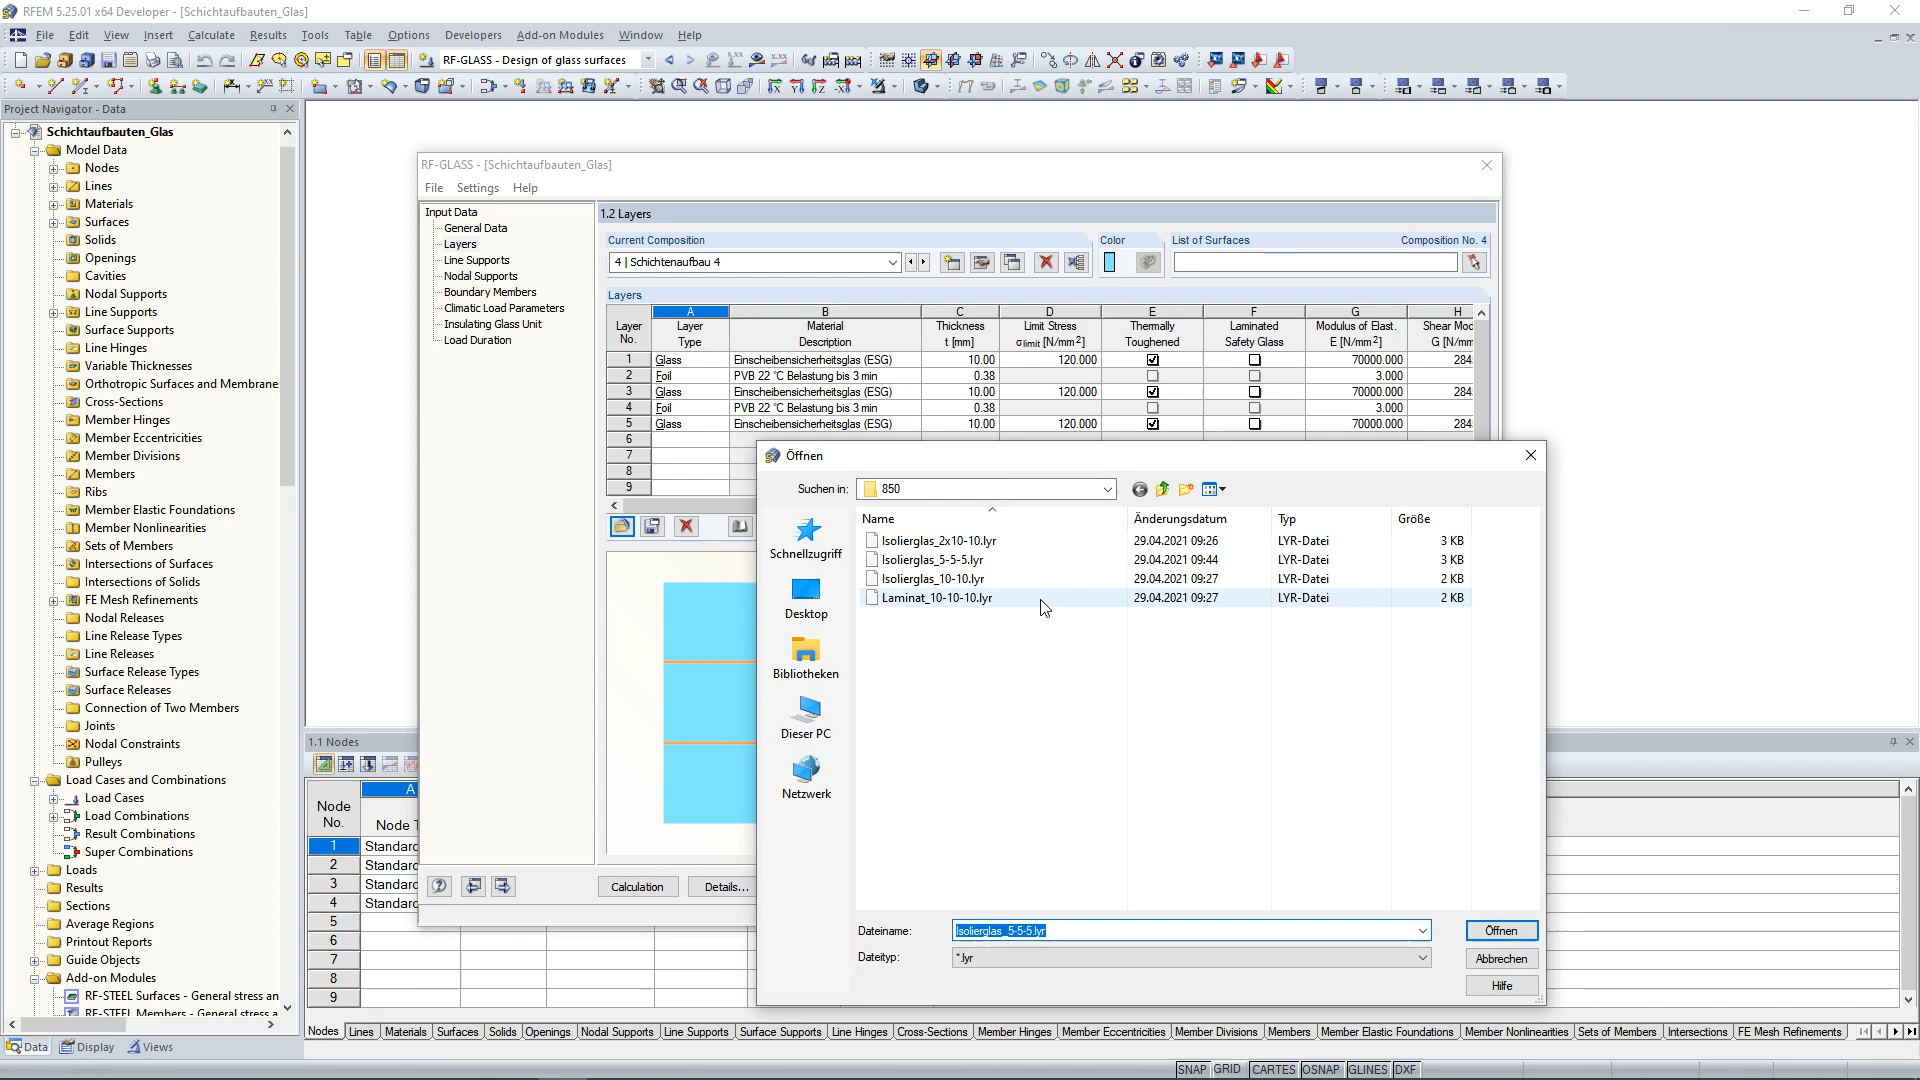 RFEM 5.25.01 x64 Developer - [Schichtaufbauten_Glas]
File Edit View Insert Calculate Results Tools Table Options Developers Add-on Modules Window Help
RF-GLASS - Design of glass surfaces
Project Navigator - Data
Schichtaufbauten_Glas
Model Data
Nodes
Lines
Materials
Surfaces
Solids
Openings
Cavities
Nodal Supports
Line Supports
Surface Supports
Line Hinges
Variable Thicknesses
Orthotropic Surfaces and Membrane
Cross-Sections
Member Hinges
Member Eccentricities
Member Divisions
Members
Ribs
Member Elastic Foundations
Member Nonlinearities
Sets of Members
Intersections of Surfaces
Intersections of Solids
FE Mesh Refinements
Nodal Releases
Line Release Types
Line Releases
Surface Release Types
Surface Releases
Connection of Two Members
Joints
Nodal Constraints
Pulleys
Load Cases and Combinations
Load Cases
Load Combinations
Result Combinations
Super Combinations
Loads
Results
Sections
Average Regions
Printout Reports
Guide Objects
Add-on Modules
RF-STEEL Surfaces - General stress an
RF-STEEL Members - General stress a
Data Display Views
RF-GLASS - [Schichtaufbauten_Glas]
File Settings Help
Input Data
General Data
Layers
Line Supports
Nodal Supports
Boundary Members
Climatic Load Parameters
Insulating Glass Unit
Load Duration
1.2 Layers
Current Composition Color List of Surfaces Composition No. 4
4 | Schichtenaufbau 4
Layers
A B C D E F G H
Layer Layer Material Thickness Limit Stress Thermally Laminated Modulus of Elast. Shear Mod
No. Type Description t [mm] σlimit [N/mm2] Toughened Safety Glass E [N/mm2] G [N/mm
1 Glass Einscheibensicherheitsglas (ESG) 10.00 120.000 70000.000 284
2 Foil PVB 22 °C Belastung bis 3 min 0.38 3.000
3 Glass Einscheibensicherheitsglas (ESG) 10.00 120.000 70000.000 284
4 Foil PVB 22 °C Belastung bis 3 min 0.38 3.000
5 Glass Einscheibensicherheitsglas (ESG) 10.00 120.000 70000.000 284
6
7
8
9
Calculation Details...
Öffnen
Suchen in: 850
Schnellzugriff
Desktop
Bibliotheken
Dieser PC
Netzwerk
Name Änderungsdatum Typ Größe
Isolierglas_2x10-10.lyr 29.04.2021 09:26 LYR-Datei 3 KB
Isolierglas_5-5-5.lyr 29.04.2021 09:44 LYR-Datei 3 KB
Isolierglas_10-10.lyr 29.04.2021 09:27 LYR-Datei 2 KB
Laminat_10-10-10.lyr 29.04.2021 09:27 LYR-Datei 2 KB
Dateiname: Isolierglas_5-5-5.lyr Öffnen
Dateityp: *.lyr Abbrechen
Hilfe
1.1 Nodes
A
Node
No. Node T
1 Standard
2 Standard
3 Standard
4 Standard
5
6
7
8
9
Nodes Lines Materials Surfaces Solids Openings Nodal Supports Line Supports Surface Supports Line Hinges Cross-Sections Member Hinges Member Eccentricities Member Divisions Members Member Elastic Foundations Member Nonlinearities Sets of Members Intersections FE Mesh Refinements
SNAP GRID CARTES OSNAP GLINES DXF